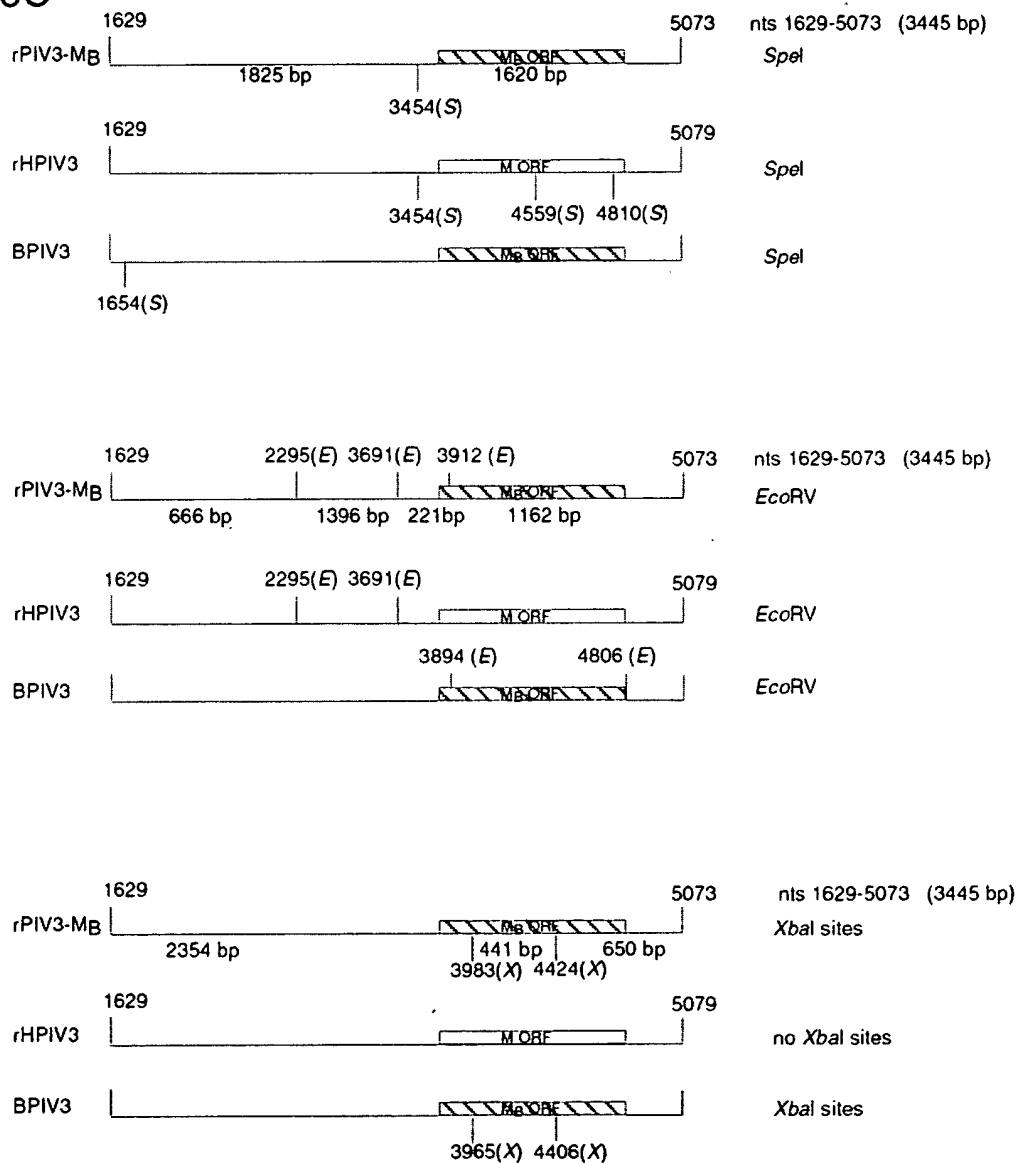 1629 5073 nts 1629-5073 (3445 bp)
rPIV3-MB MB ORF SpeI
1825 bp 1620 bp
3454(S)
1629 5079
rHPIV3 M ORF SpeI
3454(S) 4559(S) 4810(S)
BPIV3 MB ORF SpeI
1654(S)
1629 2295(E) 3691(E) 3912 (E) 5073 nts 1629-5073 (3445 bp)
rPIV3-MB MB ORF EcoRV
666 bp 1396 bp 221bp 1162 bp
1629 2295(E) 3691(E) 5079
rHPIV3 M ORF EcoRV
3894 (E) 4806 (E)
BPIV3 MB ORF EcoRV
1629 5073 nts 1629-5073 (3445 bp)
rPIV3-MB MB ORF XbaI sites
2354 bp 441 bp 650 bp
3983(X) 4424(X)
1629 5079
rHPIV3 M ORF no XbaI sites
BPIV3 MB ORF XbaI sites
3965(X) 4406(X)